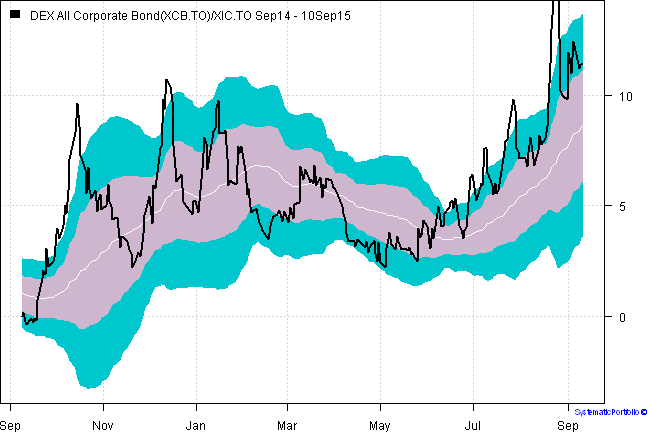 DEX All Corporate Bond(XCB.TO)/XIC.TO Sep14 - 10Sep15
10
5
0
Sep Nov Jan Mar May Jul Sep
SystematicPortfolio ©